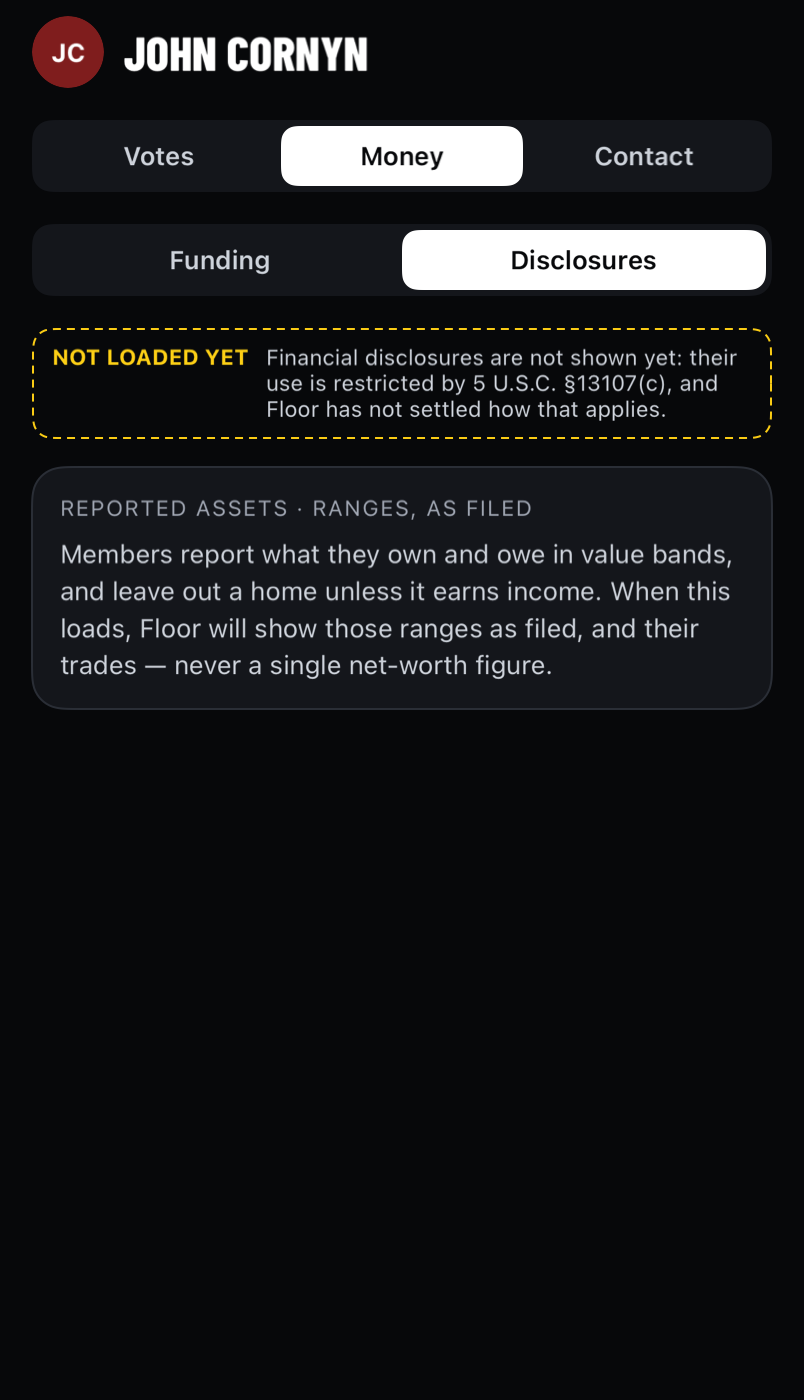 JC
JOHN CORNYN
Votes
Money
Contact
Funding
Disclosures
NOT LOADED YET
Financial disclosures are not shown yet: their
use is restricted by 5 U.S.C. §13107(c), and
Floor has not settled how that applies.
REPORTED ASSETS · RANGES, AS FILED
Members report what they own and owe in value bands,
and leave out a home unless it earns income. When this
loads, Floor will show those ranges as filed, and their
trades — never a single net-worth figure.